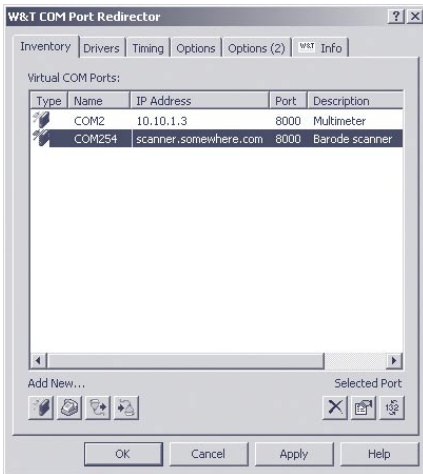 W&T COM Port Redirector
Inventory Drivers Timing Options Options (2) W&T Info
Virtual COM Ports:
Type Name IP Address Port Description
COM2 10.10.1.3 8000 Multimeter
COM254 scanner.somewhere.com 8000 Barode scanner
Add New... Selected Port
OK Cancel Apply Help